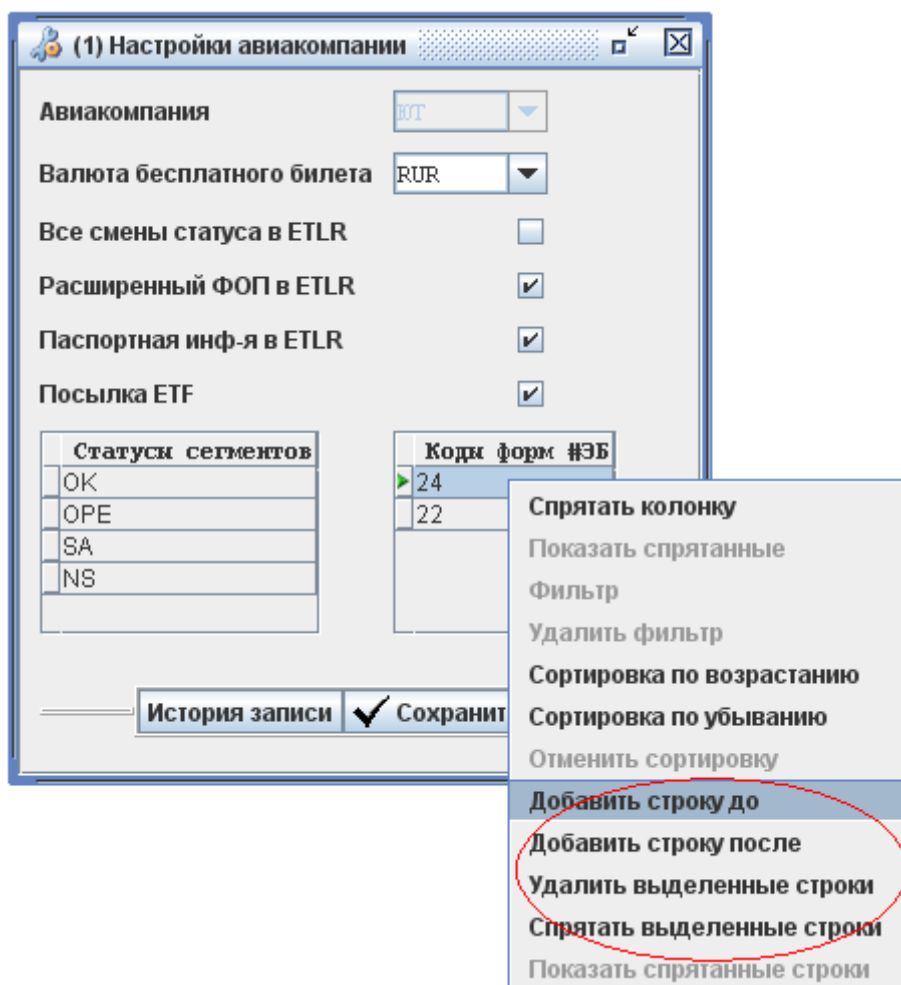 (1) Настройки авиакомпании
Авиакомпания ЮТ
Валюта бесплатного билета RUR
Все смены статуса в ETLR
Расширенный ФОП в ETLR
Паспортная инф-я в ETLR
Посылка ETF
Статусы сегментов
OK
OPE
SA
NS
Коды форм #ЭБ
24
22
История записи
Сохранит
Спрятать колонку
Показать спрятанные
Фильтр
Удалить фильтр
Сортировка по возрастанию
Сортировка по убыванию
Отменить сортировку
Добавить строку до
Добавить строку после
Удалить выделенные строки
Спрятать выделенные строки
Показать спрятанные строки